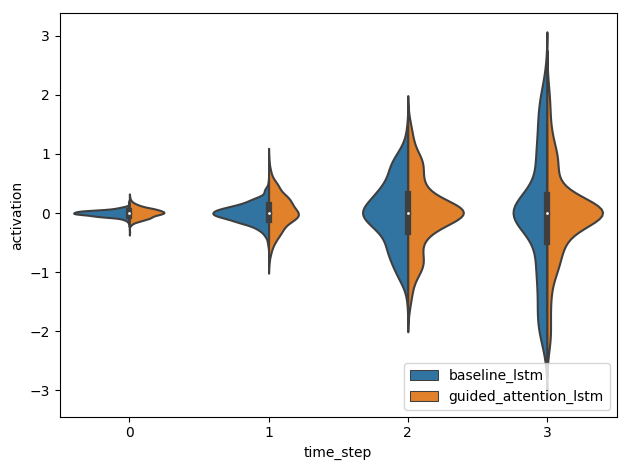 3
2
1
0
−1
−2
−3
activation
0
1
2
3
time_step
baseline_lstm
guided_attention_lstm